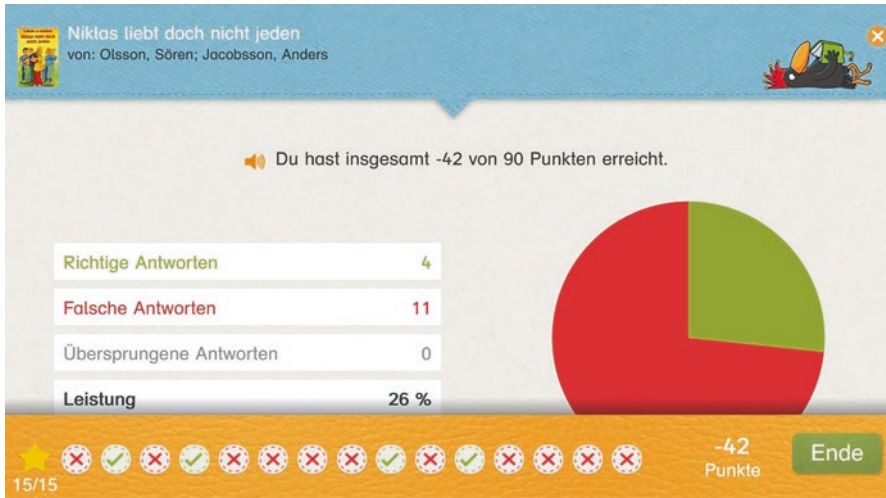 Niklas liebt doch nicht jeden
von: Olsson, Sören; Jacobsson, Anders
Du hast insgesamt -42 von 90 Punkten erreicht.
Richtige Antworten 4
Falsche Antworten 11
Übersprungene Antworten 0
Leistung 26 %
15/15
-42
Punkte
Ende